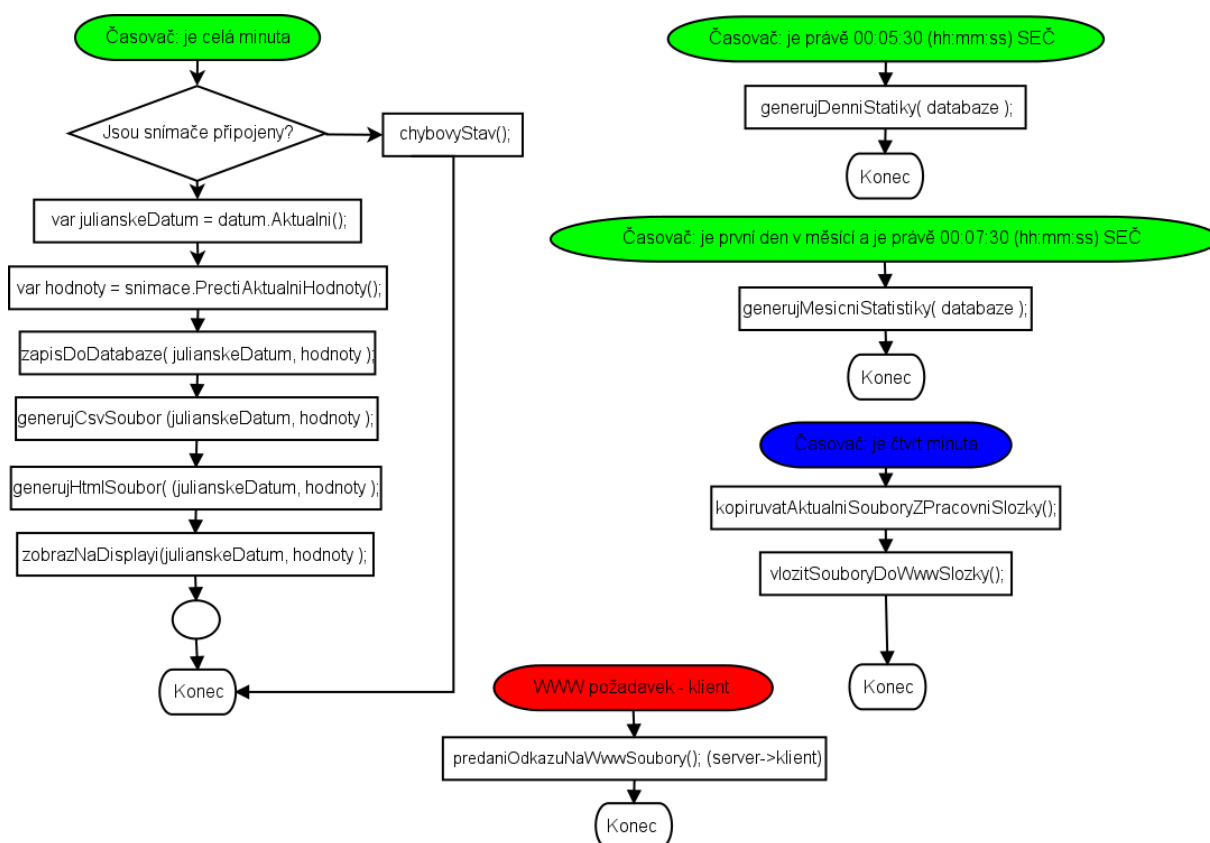 Časovač: je celá minuta
Jsou snímače připojeny?
chybovyStav();
var julianskeDatum = datum.Aktualni();
var hodnoty = snimace.PrectiAktualniHodnoty();
zapisDoDatabaze( julianskeDatum, hodnoty );
generujCsvSoubor (julianskeDatum, hodnoty );
generujHtmlSoubor( (julianskeDatum, hodnoty );
zobrazNaDisplayi(julianskeDatum, hodnoty );
Konec
Časovač: je právě 00:05:30 (hh:mm:ss) SEČ
generujDenniStatiky( databaze );
Konec
Časovač: je první den v měsící a je právě 00:07:30 (hh:mm:ss) SEČ
generujMesicniStatistiky( databaze );
Konec
Časovač: je čtvrt minuta
kopiruvatAktualniSouboryZPracovniSlozky();
vlozitSouboryDoWwwSlozky();
Konec
WWW požadavek - klient
predaniOdkazuNaWwwSoubory(); (server->klient)
Konec